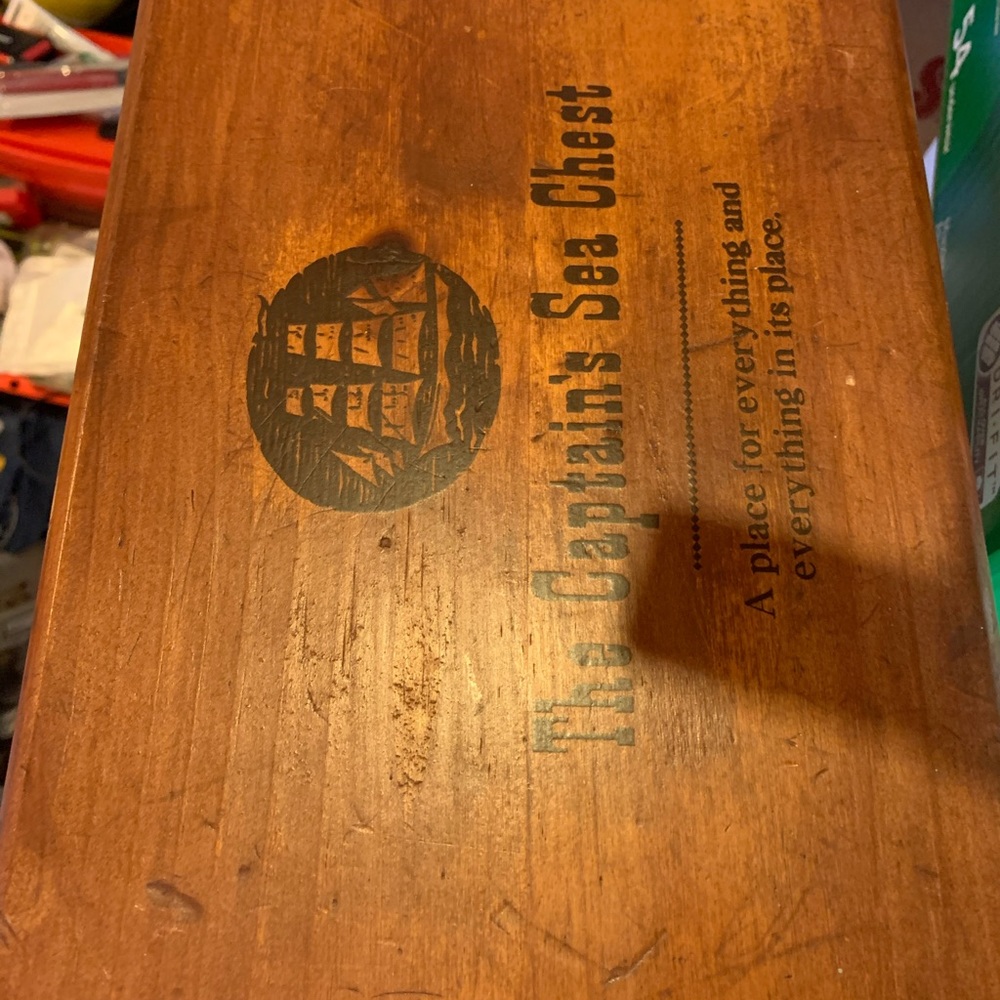 The Captain's Sea Chest
A place for everything and
everything in its place.